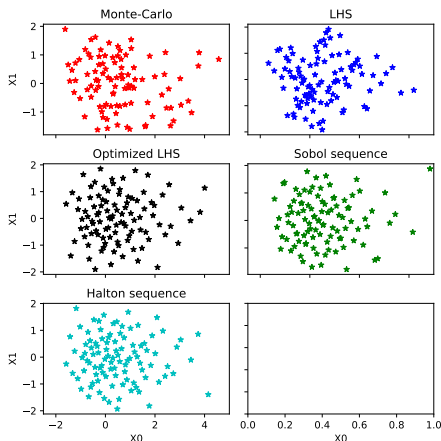 Monte-Carlo
LHS
X1
1
0
−1
2
Optimized LHS
Sobol sequence
X1
2
1
0
−1
−2
Halton sequence
X1
2
1
0
−1
−2
−2 0 2 4
0.0 0.2 0.4 0.6 0.8 1.0
X0
X0